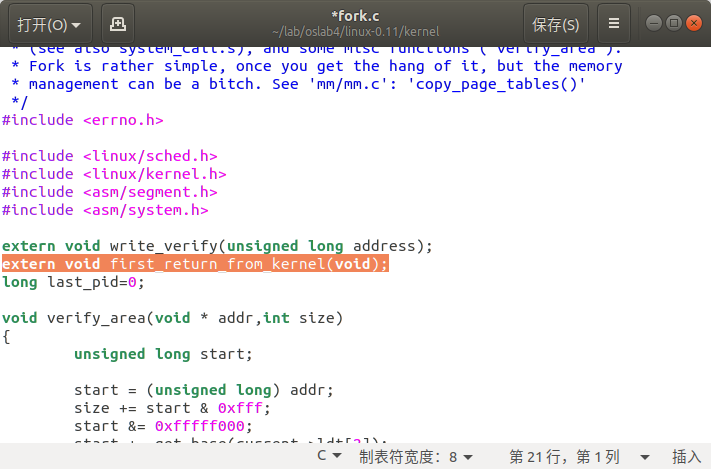 打开(O)
*fork.c
~/lab/oslab4/linux-0.11/kernel
保存(S)
* (see also system_call.s), and some misc functions ('verify_area').
* Fork is rather simple, once you get the hang of it, but the memory
* management can be a bitch. See 'mm/mm.c': 'copy_page_tables()'
*/
#include <errno.h>
#include <linux/sched.h>
#include <linux/kernel.h>
#include <asm/segment.h>
#include <asm/system.h>
extern void write_verify(unsigned long address);
extern void first_return_from_kernel(void);
long last_pid=0;
void verify_area(void * addr,int size)
{
unsigned long start;
start = (unsigned long) addr;
size += start & 0xfff;
start &= 0xfffff000;
start += get_base(current->ldt[2]);
C 制表符宽度：8 第 21 行，第 1 列 插入